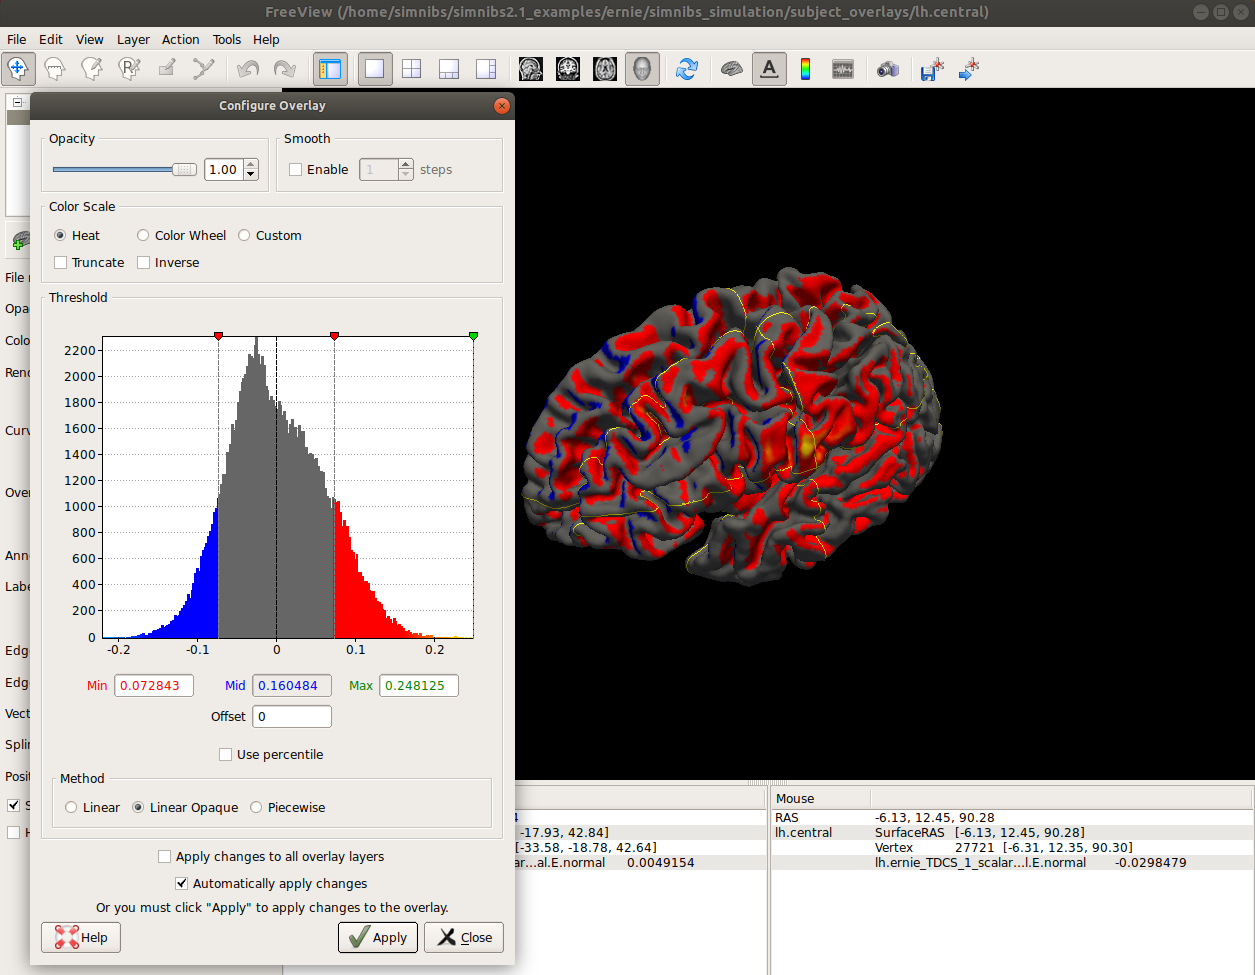 FreeView (/home/simnibs/simnibs2.1_examples/ernie/simnibs_simulation/subject_overlays/lh.central)
File Edit View Layer Action Tools Help
Configure Overlay
Opacity
1.00
Smooth
Enable 1 steps
Color Scale
Heat Color Wheel Custom
Truncate Inverse
Threshold
2200
2000
1800
1600
1400
1200
1000
800
600
400
200
0
-0.2 -0.1 0 0.1 0.2
Min 0.072843 Mid 0.160484 Max 0.248125
Offset 0
Use percentile
Method
Linear Linear Opaque Piecewise
Apply changes to all overlay layers
Automatically apply changes
Or you must click "Apply" to apply changes to the overlay.
Help Apply Close
File
Opa
Colo
Ren
Curv
Over
Ann
Labe
Edge
Edge
Vect
Splin
Posit
S
-17.93, 42.84]
[-33.58, -18.78, 42.64]
ar...al.E.normal 0.0049154
Mouse
RAS -6.13, 12.45, 90.28
lh.central SurfaceRAS [-6.13, 12.45, 90.28]
Vertex 27721 [-6.31, 12.35, 90.30]
lh.ernie_TDCS_1_scalar...l.E.normal -0.0298479